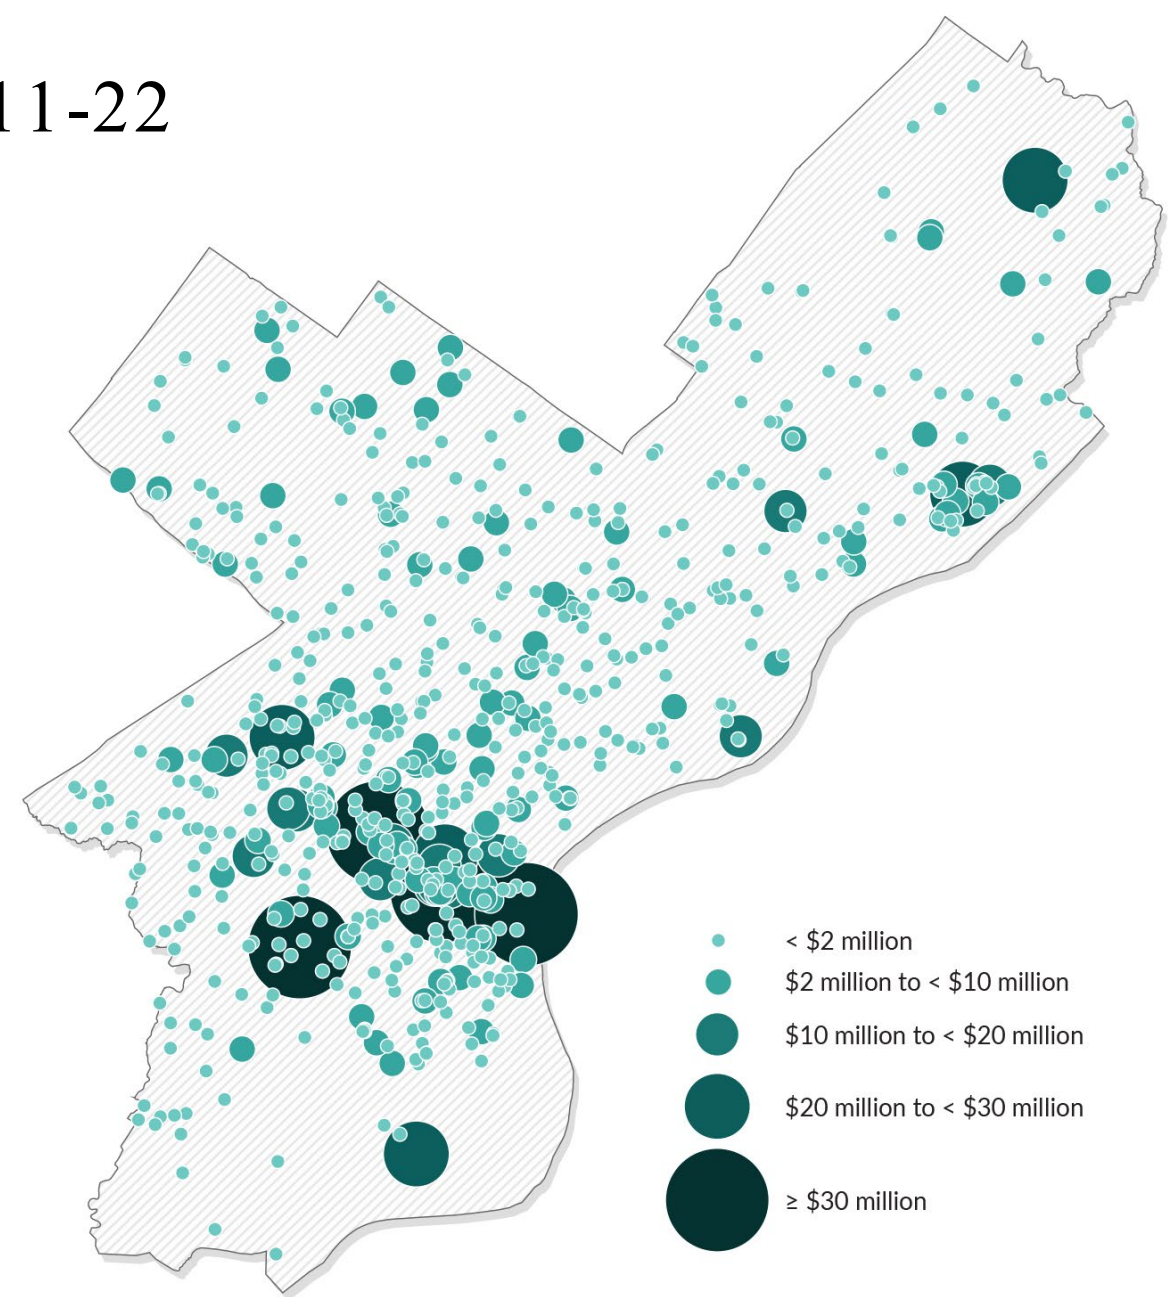 11-22
< $2 million
$2 million to < $10 million
$10 million to < $20 million
$20 million to < $30 million
≥ $30 million